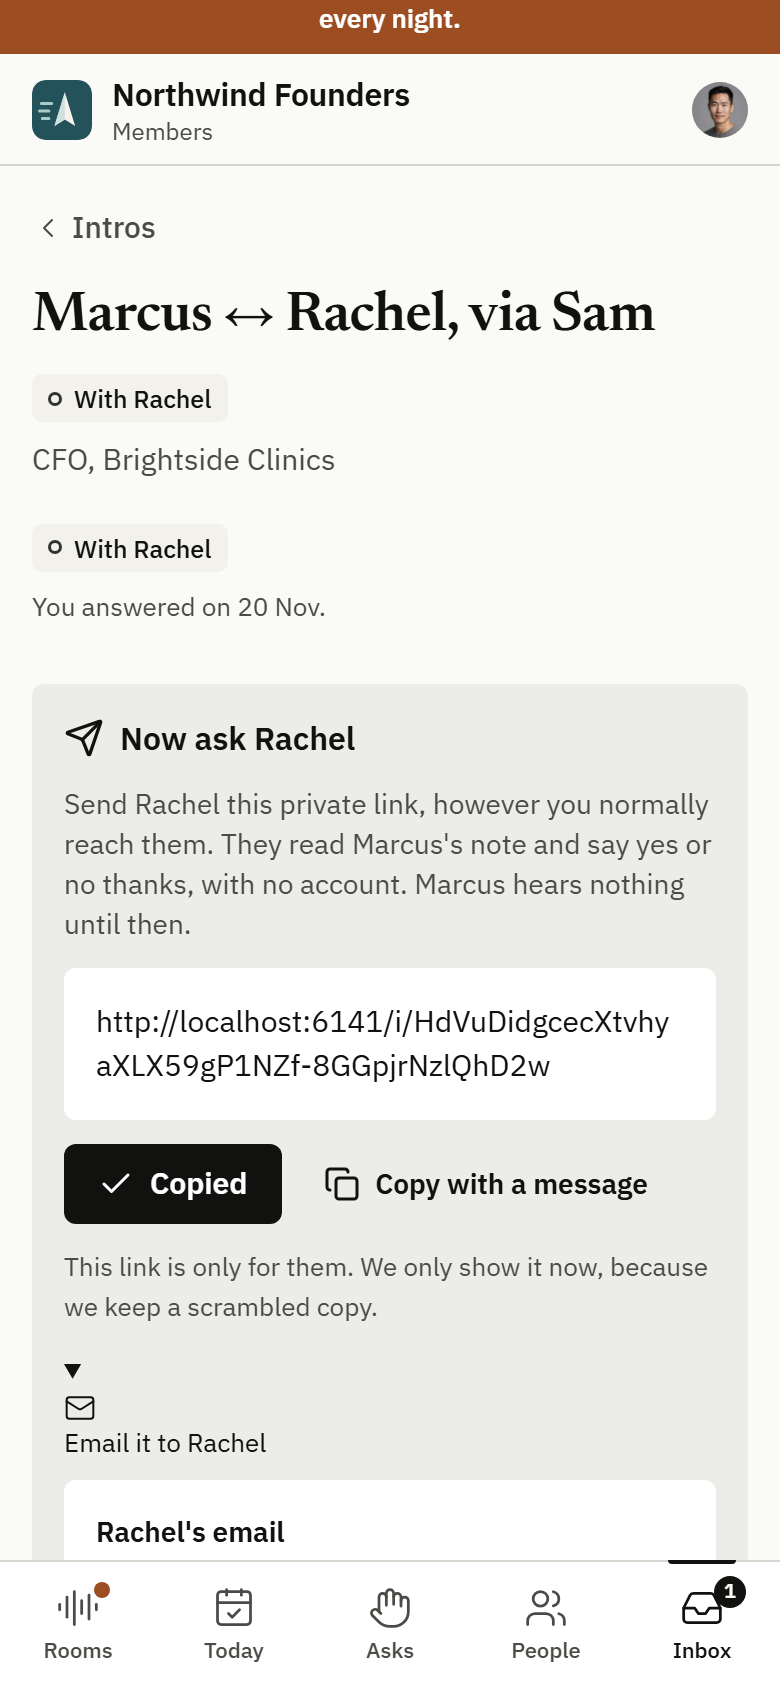 every night.
Northwind Founders
Members
Intros
Marcus ↔ Rachel, via Sam
With Rachel
CFO, Brightside Clinics
With Rachel
You answered on 20 Nov.
Now ask Rachel
Send Rachel this private link, however you normally
reach them. They read Marcus's note and say yes or
no thanks, with no account. Marcus hears nothing
until then.
http://localhost:6141/i/HdVuDidgcecXtvhy
aXLX59gP1NZf-8GGpjrNzlQhD2w
Copied
Copy with a message
This link is only for them. We only show it now, because
we keep a scrambled copy.
Email it to Rachel
Rachel's email
1
Rooms
Today
Asks
People
Inbox